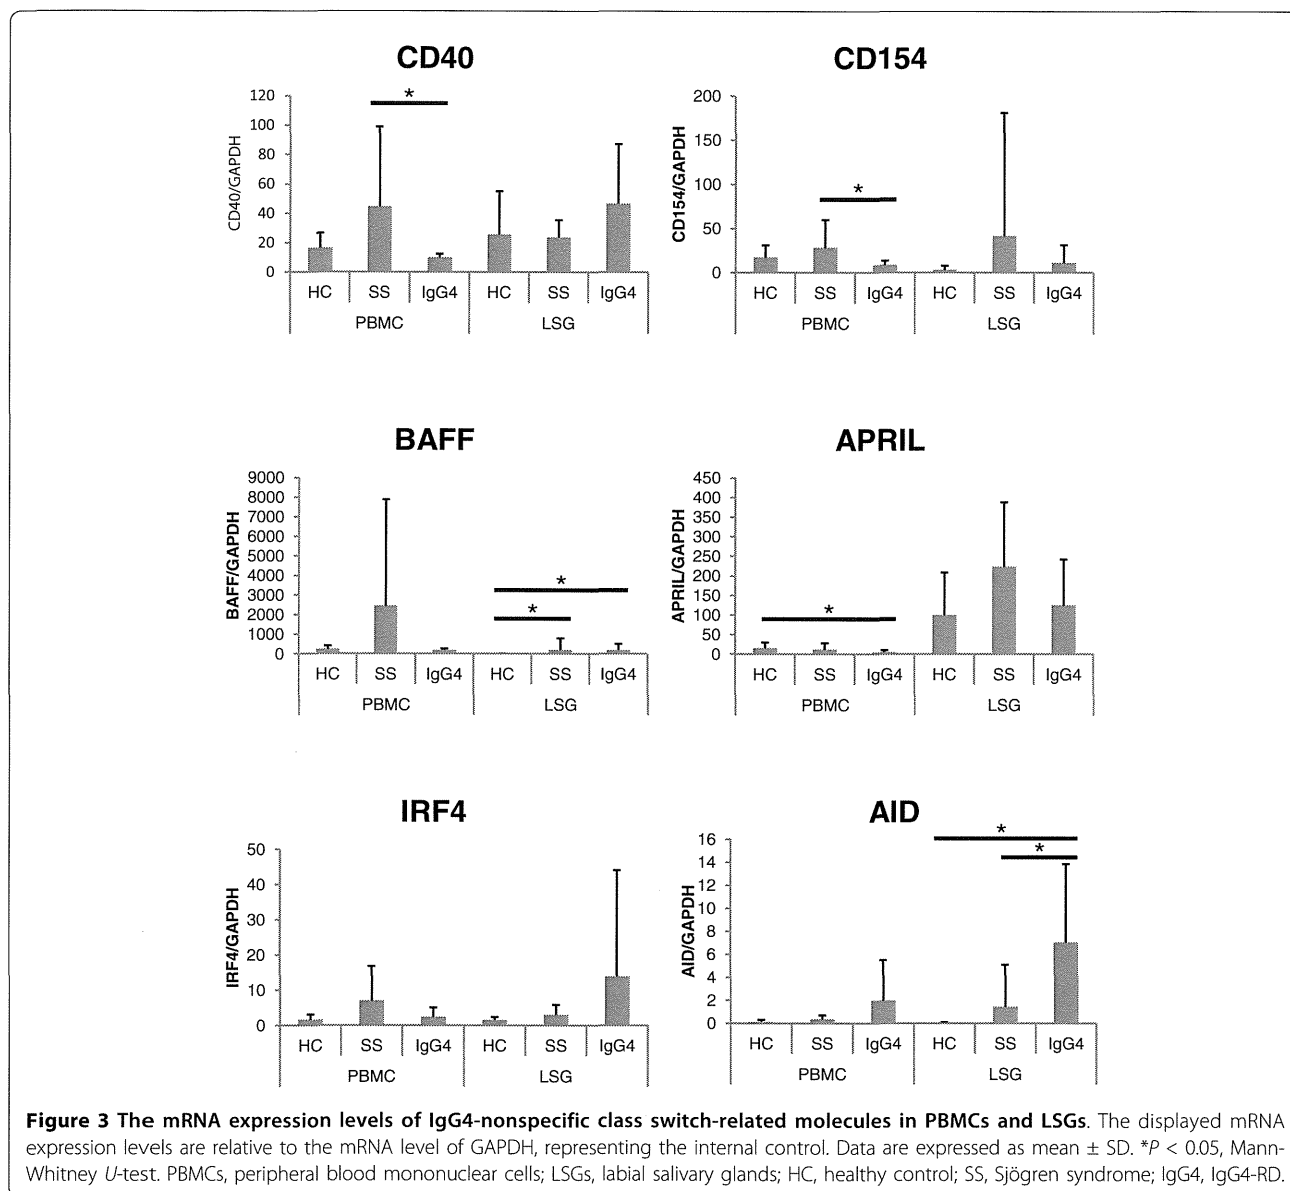 CD40
CD40/GAPDH
120
100
80
60
40
20
0
*
HC SS IgG4 HC SS IgG4
PBMC LSG
CD154
CD154/GAPDH
200
150
100
50
0
*
HC SS IgG4 HC SS IgG4
PBMC LSG
BAFF
BAFF/GAPDH
9000
8000
7000
6000
5000
4000
3000
2000
1000
0
*
*
HC SS IgG4 HC SS IgG4
PBMC LSG
APRIL
APRIL/GAPDH
450
400
350
300
250
200
150
100
50
0
*
HC SS IgG4 HC SS IgG4
PBMC LSG
IRF4
IRF4/GAPDH
50
40
30
20
10
0
HC SS IgG4 HC SS IgG4
PBMC LSG
AID
AID/GAPDH
16
14
12
10
8
6
4
2
0
*
*
HC SS IgG4 HC SS IgG4
PBMC LSG
Figure 3 The mRNA expression levels of IgG4-nonspecific class switch-related molecules in PBMCs and LSGs. The displayed mRNA
expression levels are relative to the mRNA level of GAPDH, representing the internal control. Data are expressed as mean ± SD. *P < 0.05, Mann-
Whitney U-test. PBMCs, peripheral blood mononuclear cells; LSGs, labial salivary glands; HC, healthy control; SS, Sjögren syndrome; IgG4, IgG4-RD.